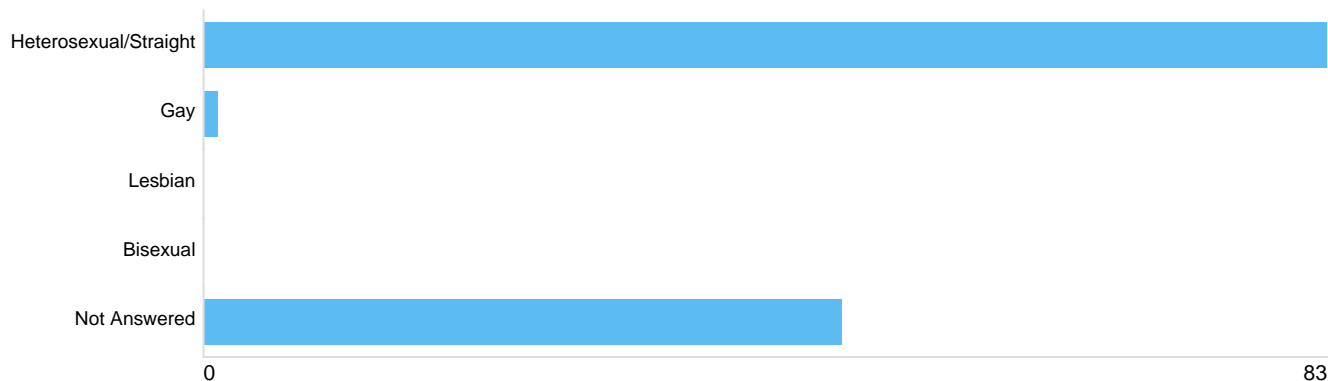 Heterosexual/Straight
Gay
Lesbian
Bisexual
Not Answered
0 83